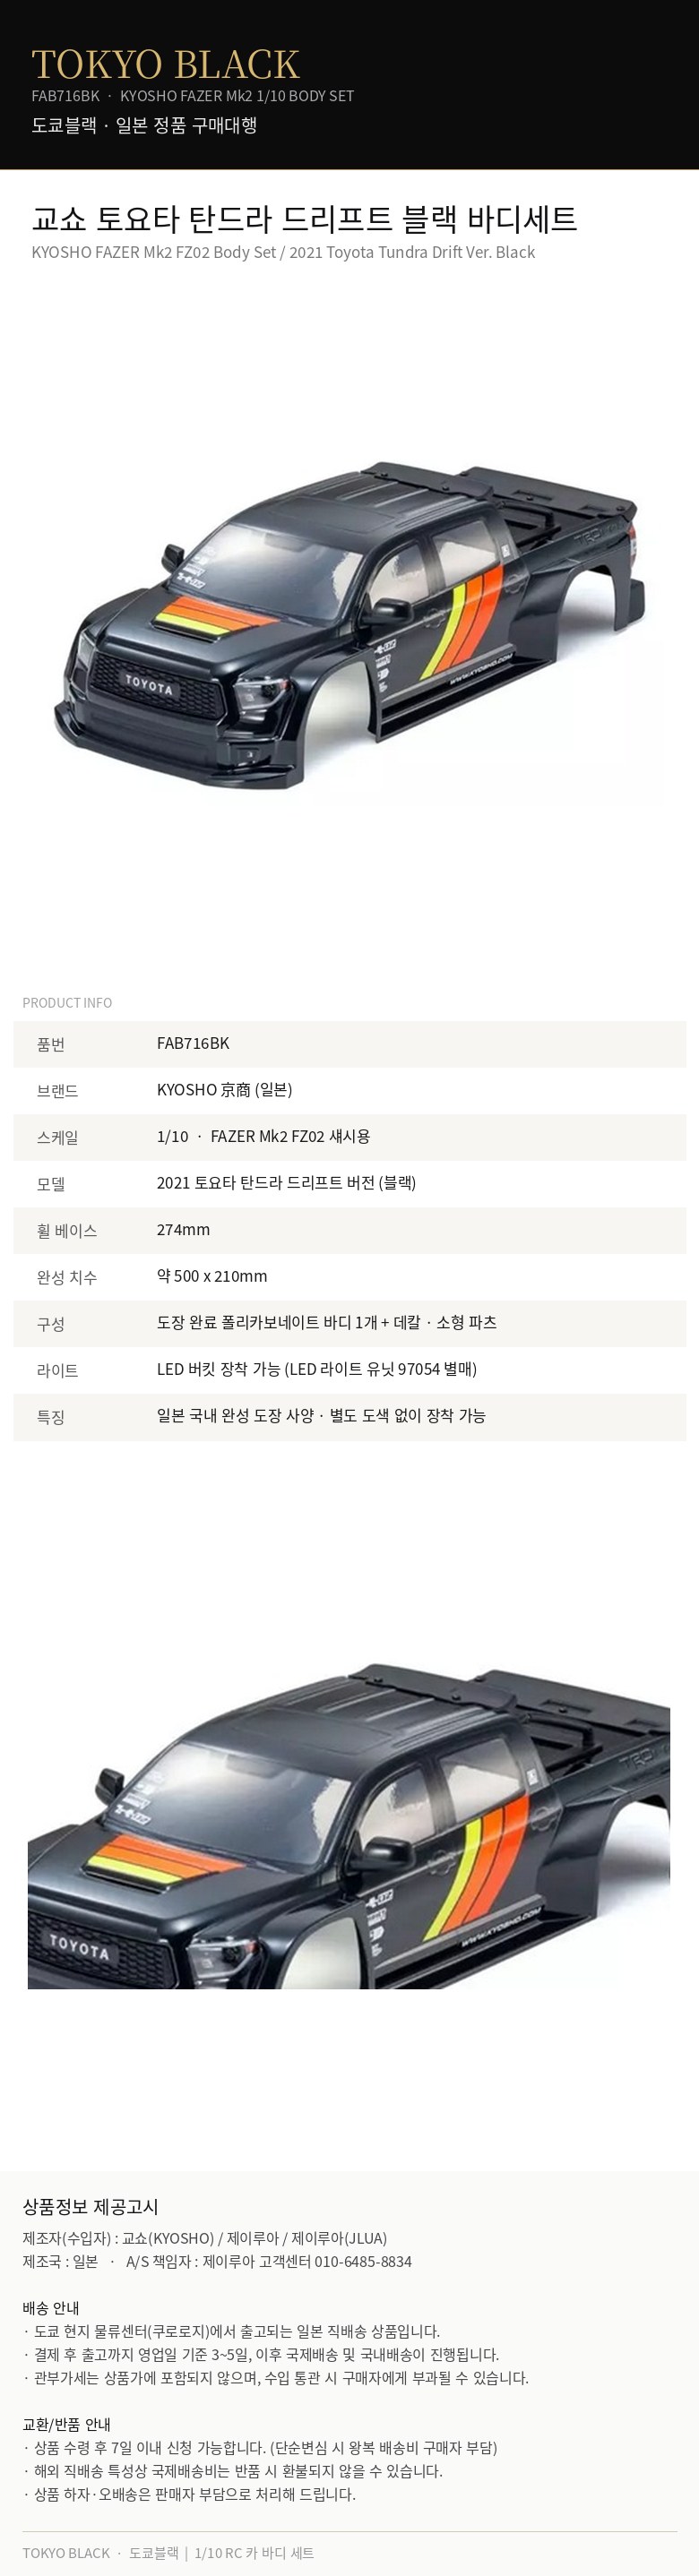 TOKYO BLACK
FAB716BK · KYOSHO FAZER Mk2 1/10 BODY SET
도쿄블랙 · 일본 정품 구매대행
교쇼 토요타 탄드라 드리프트 블랙 바디세트
KYOSHO FAZER Mk2 FZ02 Body Set / 2021 Toyota Tundra Drift Ver. Black
TOYOTA
WWW.KYOSHO.COM
PRODUCT INFO
품번 FAB716BK
브랜드 KYOSHO 京商 (일본)
스케일 1/10 · FAZER Mk2 FZ02 섀시용
모델 2021 토요타 탄드라 드리프트 버전 (블랙)
휠 베이스 274mm
완성 치수 약 500 x 210mm
구성 도장 완료 폴리카보네이트 바디 1개 + 데칼 · 소형 파츠
라이트 LED 버킷 장착 가능 (LED 라이트 유닛 97054 별매)
특징 일본 국내 완성 도장 사양 · 별도 도색 없이 장착 가능
TOYOTA
WWW.KYOSHO.COM
상품정보 제공고시
제조자(수입자) : 교쇼(KYOSHO) / 제이루아 / 제이루아(JLUA)
제조국 : 일본 · A/S 책임자 : 제이루아 고객센터 010-6485-8834
배송 안내
· 도쿄 현지 물류센터(쿠로로지)에서 출고되는 일본 직배송 상품입니다.
· 결제 후 출고까지 영업일 기준 3~5일, 이후 국제배송 및 국내배송이 진행됩니다.
· 관부가세는 상품가에 포함되지 않으며, 수입 통관 시 구매자에게 부과될 수 있습니다.
교환/반품 안내
· 상품 수령 후 7일 이내 신청 가능합니다. (단순변심 시 왕복 배송비 구매자 부담)
· 해외 직배송 특성상 국제배송비는 반품 시 환불되지 않을 수 있습니다.
· 상품 하자·오배송은 판매자 부담으로 처리해 드립니다.
TOKYO BLACK · 도쿄블랙 | 1/10 RC 카 바디 세트